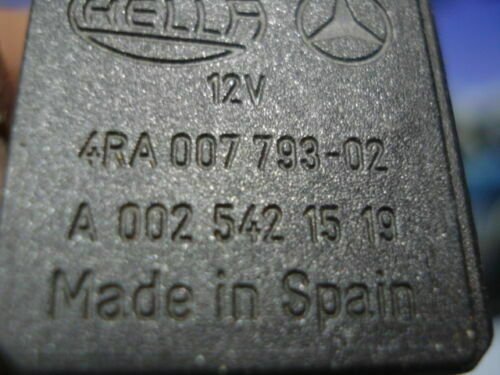 HELLA
12V
4RA 007 793-02
A 002 542 15 19
Made in Spain